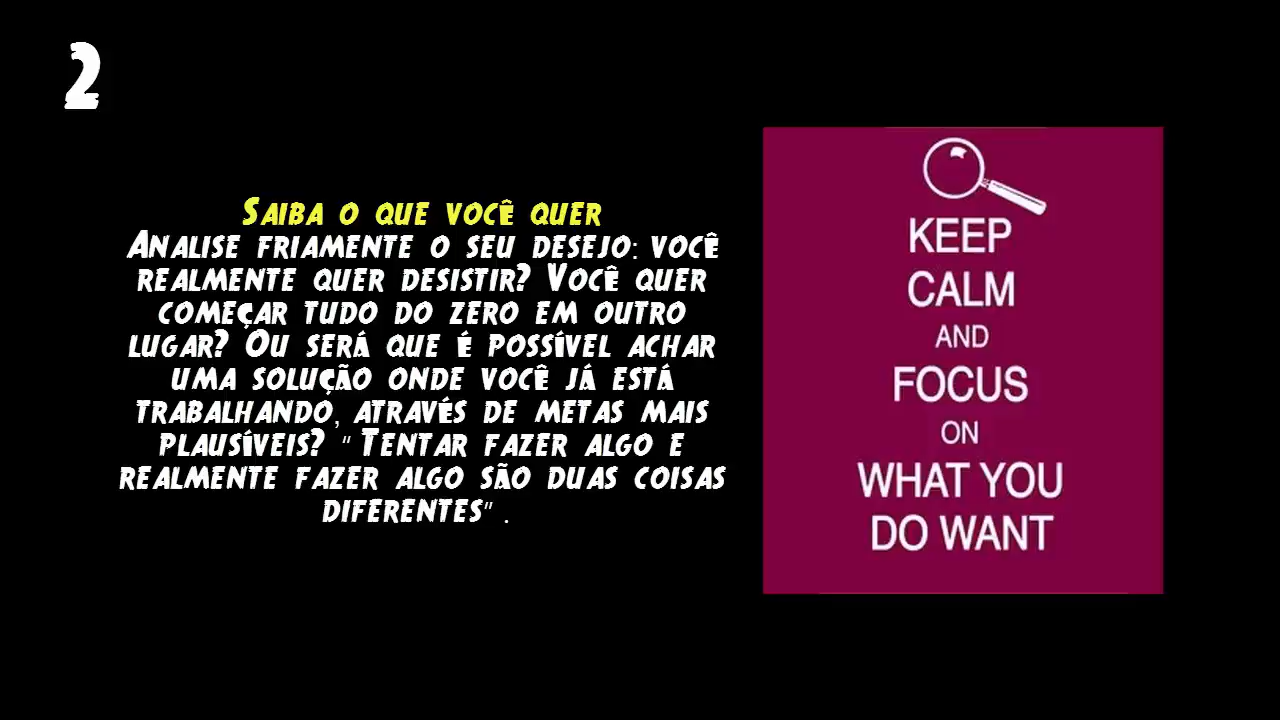 2
Saiba o que você quer
Analise friamente o seu desejo: você
realmente quer desistir? Você quer
começar tudo do zero em outro
lugar? Ou será que é possível achar
uma solução onde você já está
trabalhando, através de metas mais
plausíveis? " Tentar fazer algo e
realmente fazer algo são duas coisas
diferentes" .
KEEP
CALM
AND
FOCUS
ON
WHAT YOU
DO WANT